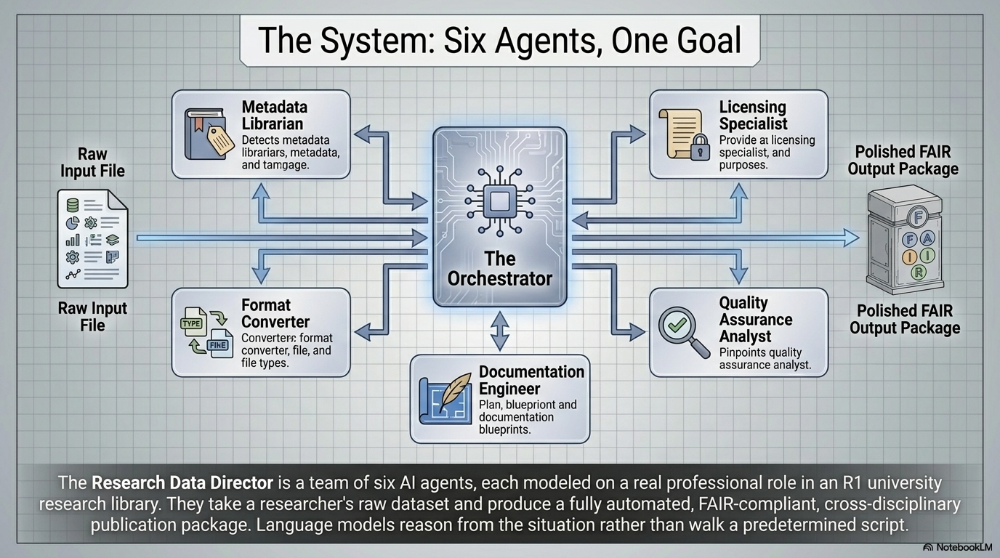 The System: Six Agents, One Goal
Raw
Input File
Raw Input
File
Metadata
Librarian
Detects metadata
librariars, metadata,
and tamgage.
Format
Converter
Converters format
converter, file, and
file types.
TYPE
FINE
The
Orchestrator
Documentation
Engineer
Plan, bluepriont and
documentation
blueprints.
Licensing
Specialist
Provide at licensing
specialist, and
purposes.
Quality
Assurance
Analyst
Pinpoints quality
assurance analyst.
Polished FAIR
Output Package
F
F A
I I
R
Polished FAIR
Output Package
The Research Data Director is a team of six AI agents, each modeled on a real professional role in an R1 university
research library. They take a researcher's raw dataset and produce a fully automated, FAIR-compliant, cross-disciplinary
publication package. Language models reason from the situation rather than walk a predetermined script.
NotebookLM